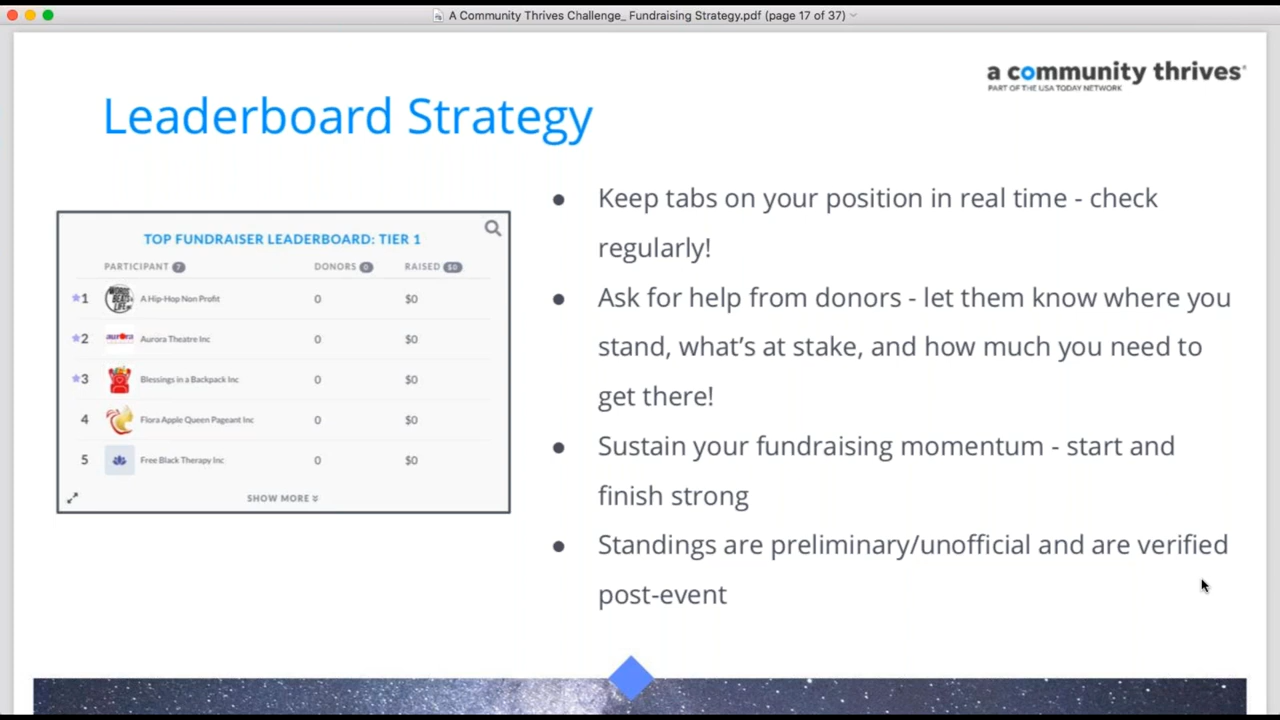 A Community Thrives Challenge_ Fundraising Strategy.pdf (page 17 of 37)
a community thrives
PART OF THE USA TODAY NETWORK
Leaderboard Strategy
TOP FUNDRAISER LEADERBOARD: TIER 1
PARTICIPANT 7 DONORS 0 RAISED $0
1 A Hip-Hop Non Profit 0 $0
2 Aurora Theatre Inc 0 $0
3 Blessings in a Backpack Inc 0 $0
4 Flora Apple Queen Pageant Inc 0 $0
5 Free Black Therapy Inc 0 $0
SHOW MORE
● Keep tabs on your position in real time - check
regularly!
● Ask for help from donors - let them know where you
stand, what’s at stake, and how much you need to
get there!
● Sustain your fundraising momentum - start and
finish strong
● Standings are preliminary/unofficial and are verified
post-event